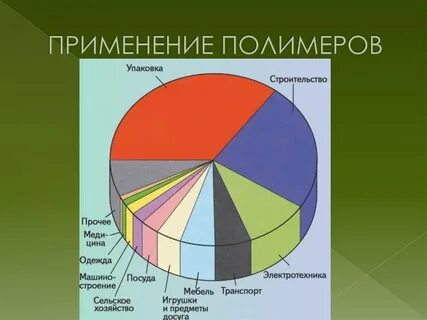 ПРИМЕНЕНИЕ ПОЛИМЕРОВ
Упаковка
Строительство
Прочее
Меди-
цина
Одежда
Машино-
строение
Сельское
хозяйство
Посуда
Игрушки
и предметы
досуга
Мебель
Транспорт
Электротехника